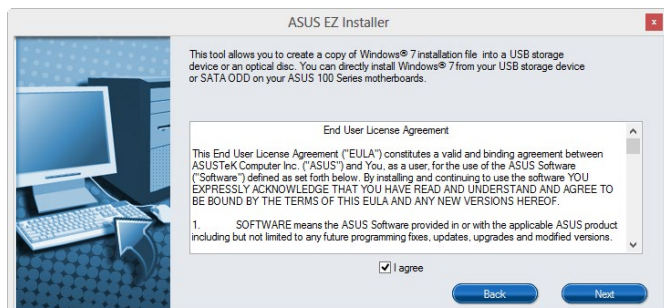 ASUS EZ Installer
x
This tool allows you to create a copy of Windows® 7 installation file into a USB storage
device or an optical disc. You can directly install Windows® 7 from your USB storage device
or SATA ODD on your ASUS 100 Series motherboards.
End User License Agreement
This End User License Agreement ("EULA") constitutes a valid and binding agreement between
ASUSTeK Computer Inc. ("ASUS") and You, as a user, for the use of the ASUS Software
("Software") defined as set forth below. By installing and continuing to use the software YOU
EXPRESSLY ACKNOWLEDGE THAT YOU HAVE READ AND UNDERSTAND AND AGREE TO
BE BOUND BY THE TERMS OF THIS EULA AND ANY NEW VERSIONS HEREOF.
1. SOFTWARE means the ASUS Software provided in or with the applicable ASUS product
including but not limited to any future programming fixes, updates, upgrades and modified versions.
I agree
Back Next